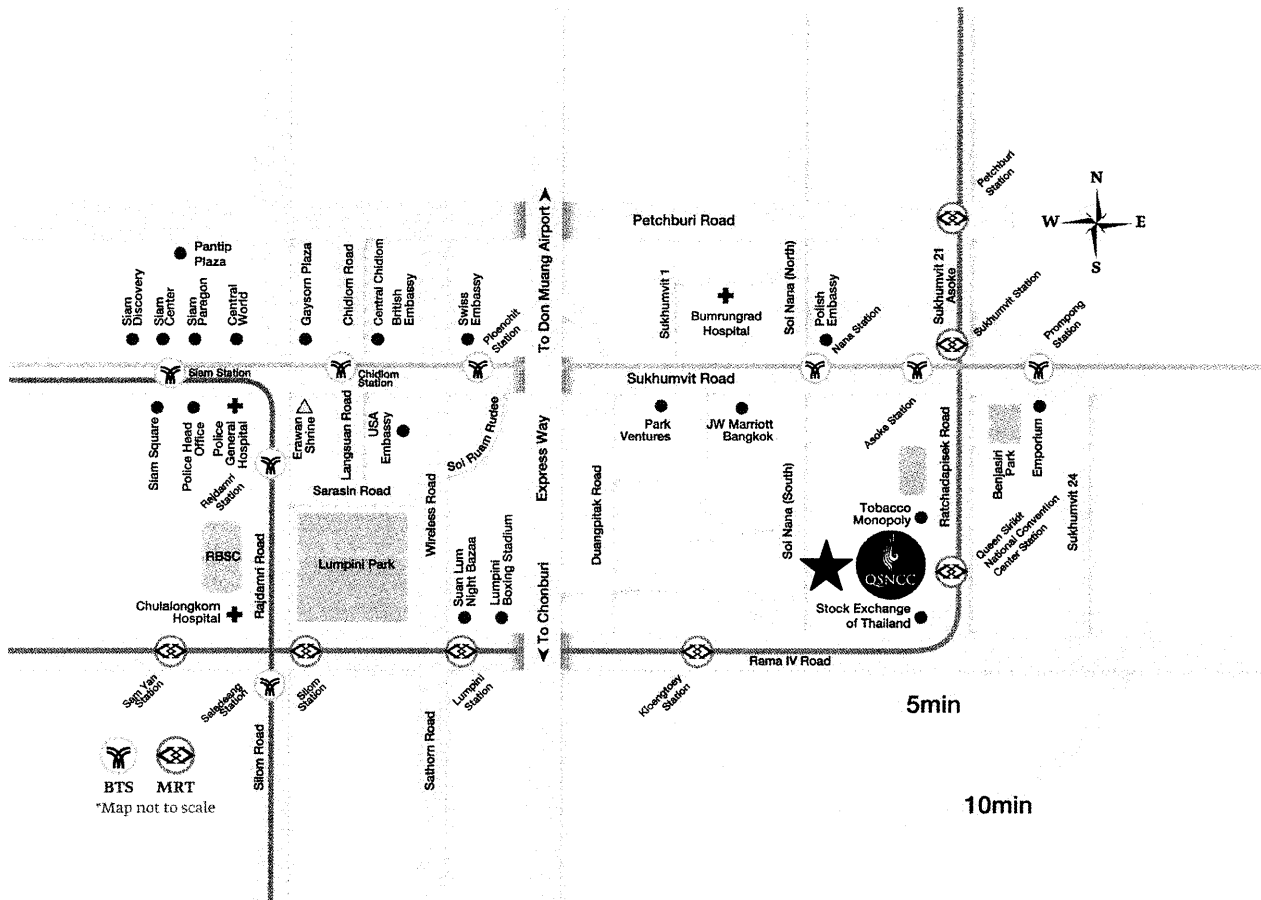 Petchburi
Station
N
W
E
S
Petchburi Road
To Don Muang Airport
Pantip
Plaza
Siam
Discovery
Siam
Center
Siam
Paragon
Central
World
Gaysorn Plaza
Chidlom Road
Central Chidlom
British
Embassy
Swiss
Embassy
Ploenchit
Station
Sukhumvit 1
Bumrungrad
Hospital
Soi Nana (North)
Polish
Embassy
Nana Station
Sukhumvit 21
Asoke
Sukhumvit Station
Prompong
Station
Siam Station
Chidlom
Station
Sukhumvit Road
Siam Square
Police Head
Office
Police
General
Hospital
Rajdamri
Station
Erawan
Shrine
Langsuan Road
USA
Embassy
Soi Ruam Rudee
Express Way
Park
Ventures
JW Marriott
Bangkok
Asoke Station
Ratchadapisek Road
Benjasiri
Park
Emporium
Sarasin Road
Wireless Road
Duangpitak Road
Soi Nana (South)
Tobacco
Monopoly
Queen Sirikit
National Convention
Center Station
Sukhumvit 24
RBSC
Rajdamri Road
Lumpini Park
Suan Lum
Night Bazaa
Lumpini
Boxing Stadium
QSNCC
Chulalongkorn
Hospital
To Chonburi
Stock Exchange
of Thailand
Rama IV Road
Sam Yan
Station
Saladaeng
Station
Silom
Station
Lumpini
Station
Kloengtoey
Station
5min
Silom Road
Sathorn Road
BTS
MRT
*Map not to scale
10min